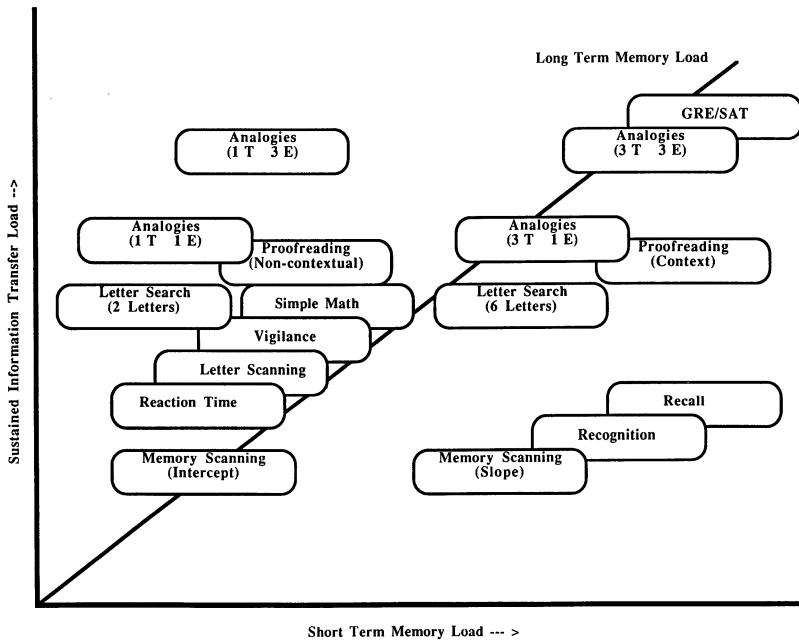 Long Term Memory Load
GRE/SAT
Analogies
(1 T 3 E)
Analogies
(3 T 3 E)
Analogies
(1 T 1 E)
Proofreading
(Non-contextual)
Analogies
(3 T 1 E)
Proofreading
(Context)
Letter Search
(2 Letters)
Simple Math
Letter Search
(6 Letters)
Vigilance
Letter Scanning
Reaction Time
Recall
Recognition
Memory Scanning
(Intercept)
Memory Scanning
(Slope)
Sustained Information Transfer Load -->
Short Term Memory Load --- >